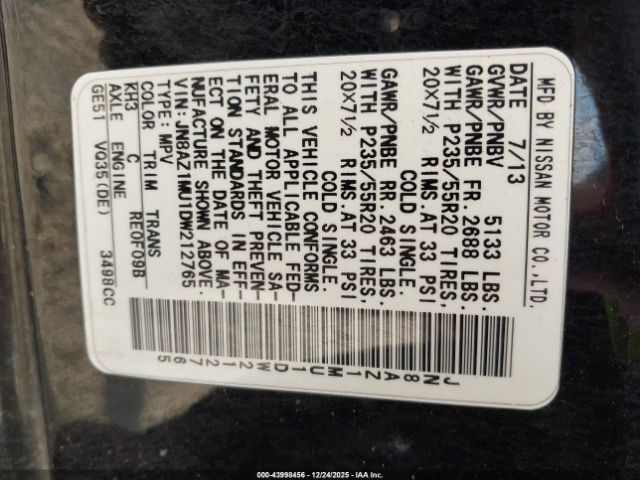 MFD BY NISSAN MOTOR CO.,LTD.
DATE 7/13
GVWR/PNBV 5133 LBS.
GAWR/PNBE FR 2688 LBS.
WITH P235/55R20 TIRES,
20×7½ RIMS AT 33 PSI
COLD SINGLE.
GAWR/PNBE RR 2463 LBS.
WITH P235/55R20 TIRES,
20×7½ RIMS AT 33 PSI
COLD SINGLE.
THIS VEHICLE CONFORMS
TO ALL APPLICABLE FED-
ERAL MOTOR VEHICLE SA-
FETY AND THEFT PREVEN-
TION STANDARDS IN EFF-
ECT ON THE DATE OF MA-
NUFACTURE SHOWN ABOVE.
VIN:JN8AZ1MU1DW212765
TYPE:MPV
COLOR TRIM TRANS
KH3 C RE0F09B
AXLE ENGINE
GE51 VQ35(DE) 3498CC
JN8AZ1MU1DW212765
000-43998456 - 12/24/2025 - IAA Inc.